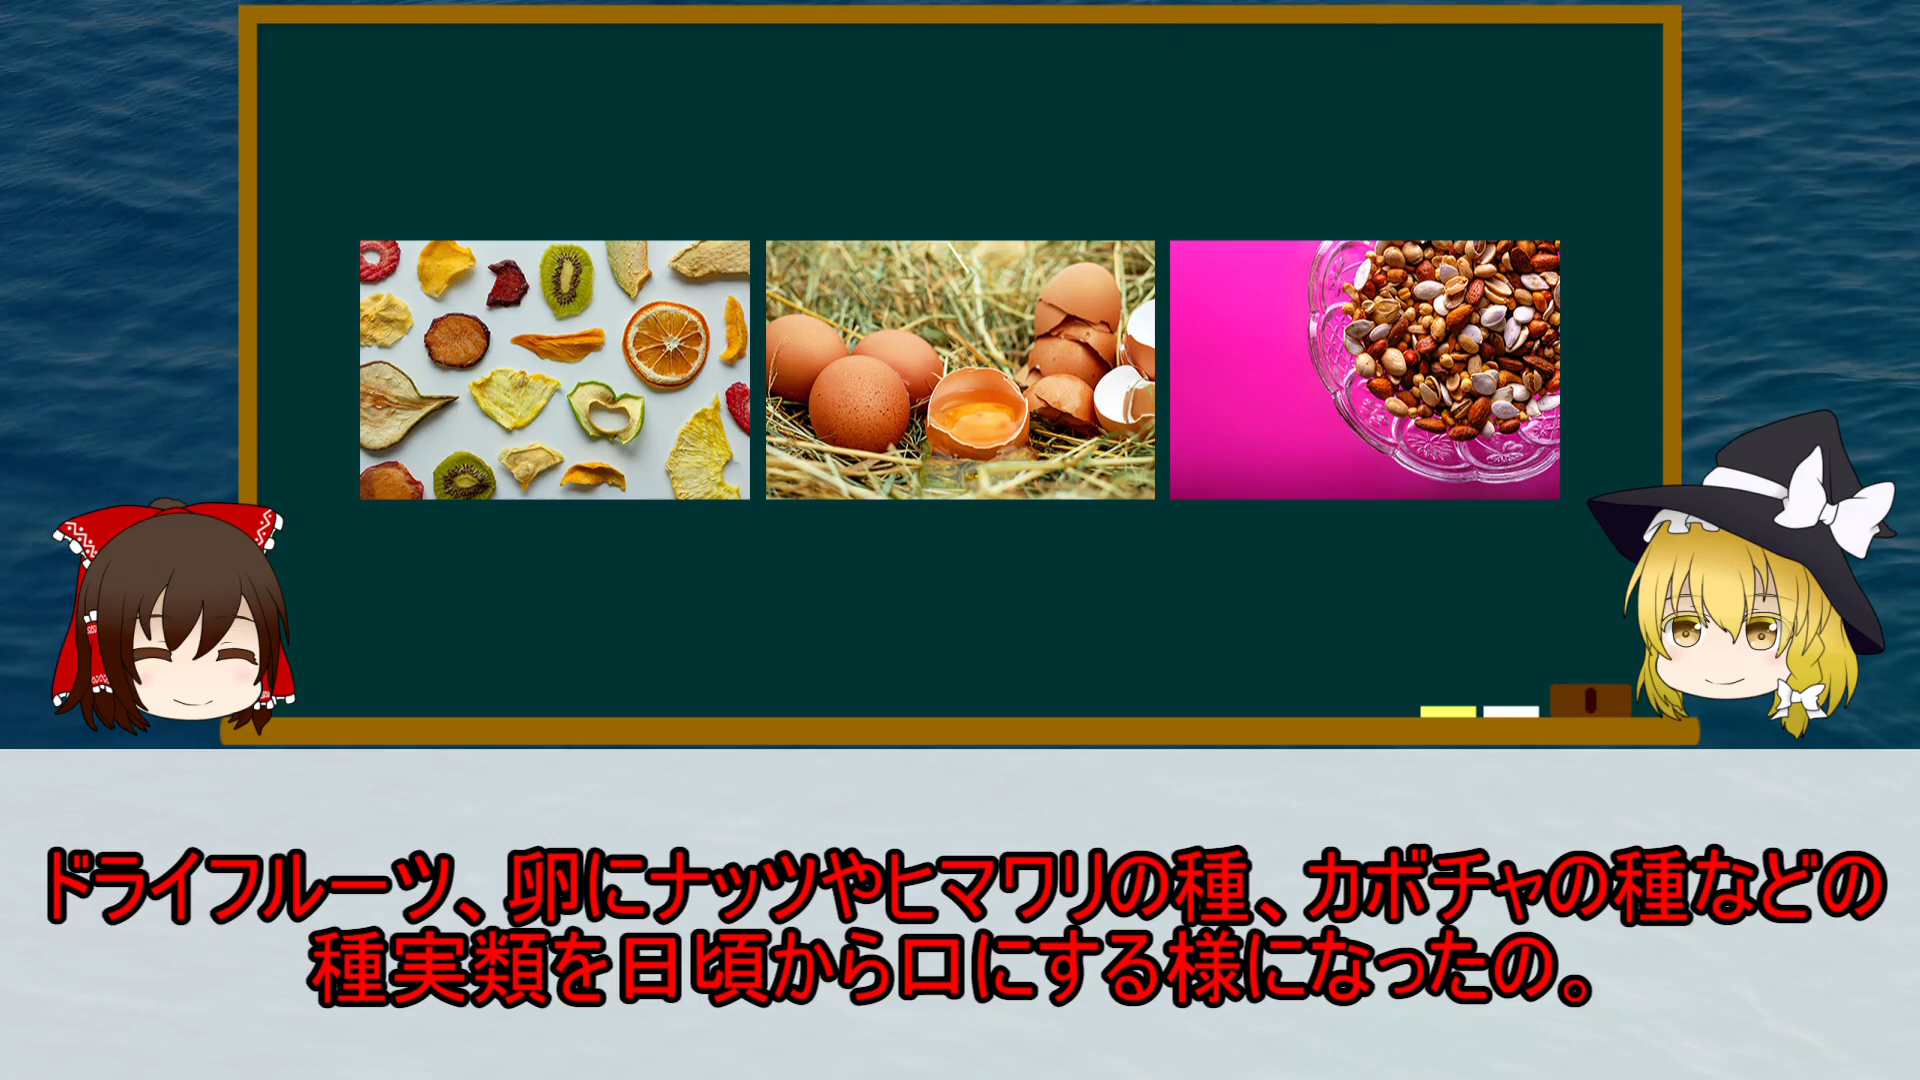 ドライフルーツ、卵にナッツやヒマワリの種、カボチャの種などの
種実類を日頃から口にする様になったの。